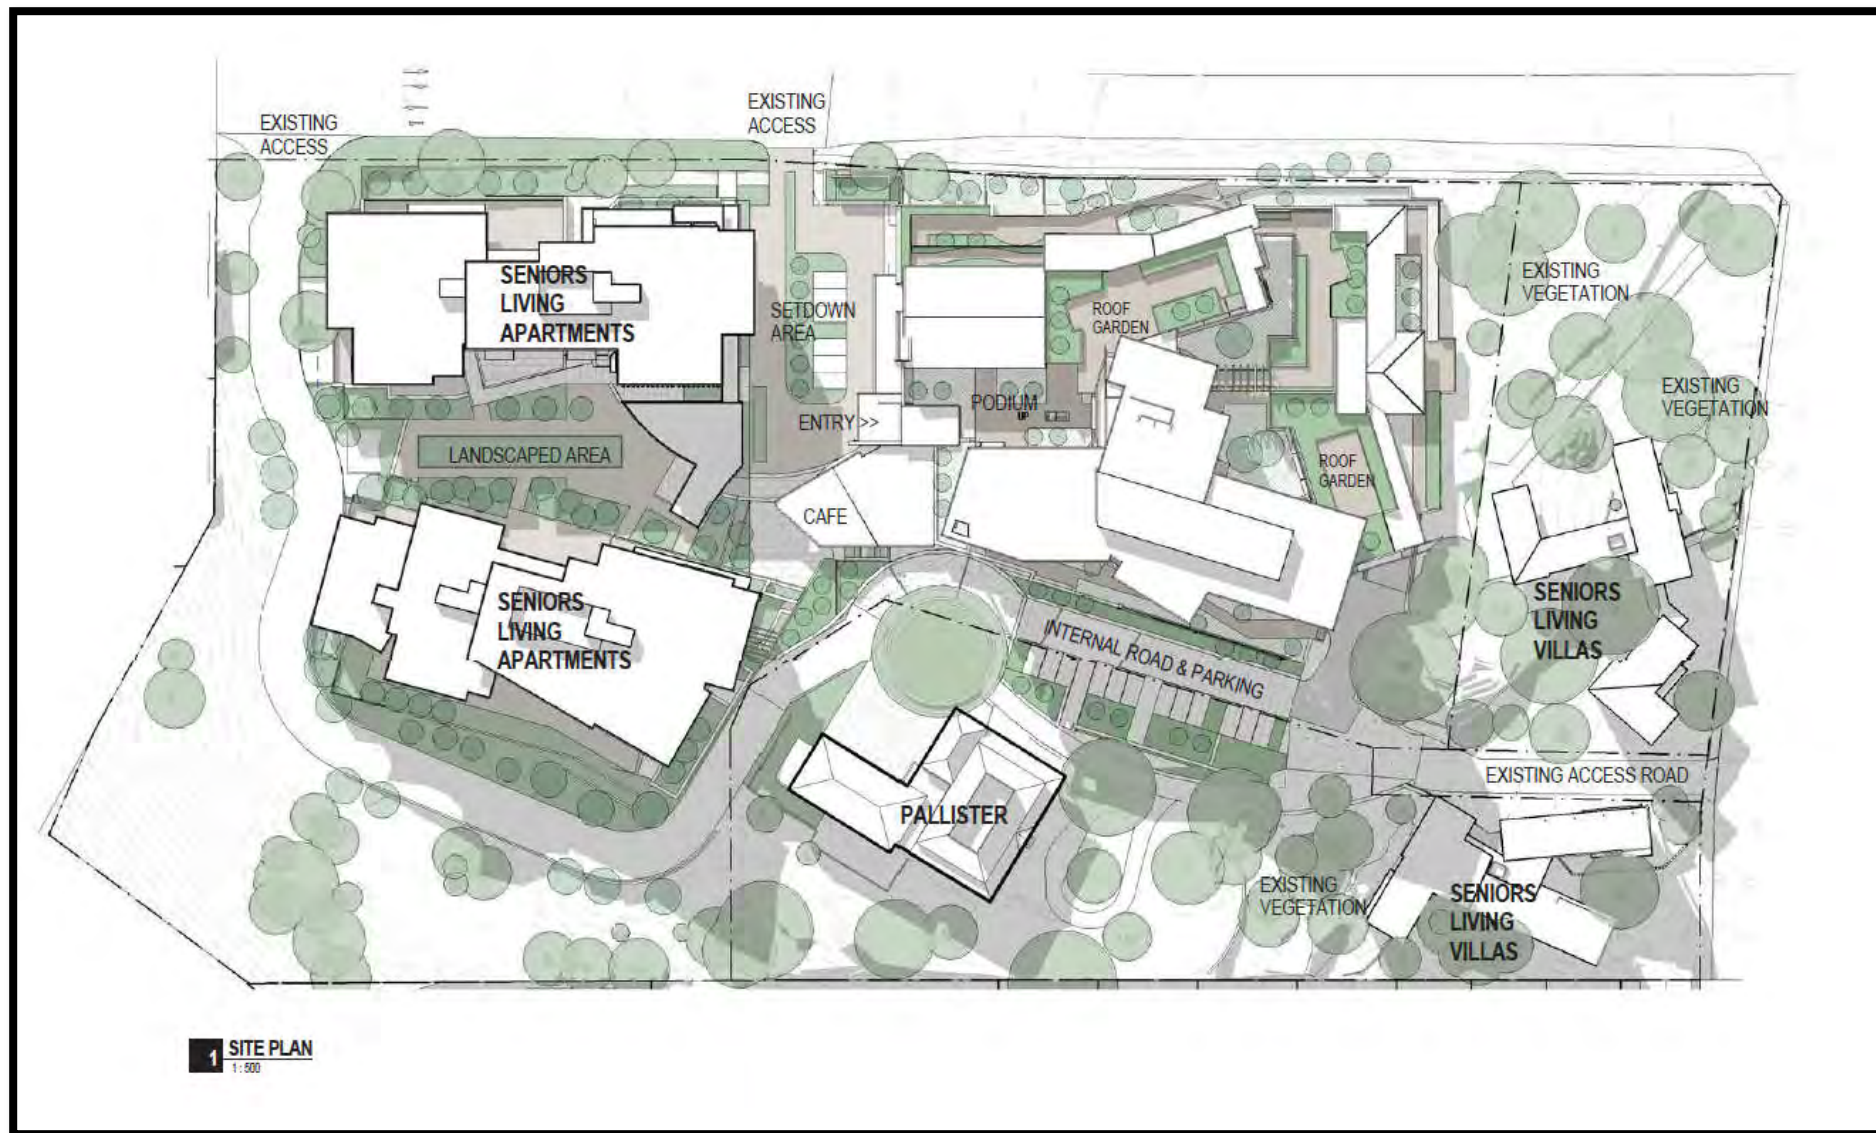 EXISTING
ACCESS
EXISTING
ACCESS
SENIORS
LIVING
APARTMENTS
SETDOWN
AREA
ROOF
GARDEN
EXISTING
VEGETATION
EXISTING
VEGETATION
PODIUM
UP
ENTRY >>
LANDSCAPED AREA
ROOF
GARDEN
CAFE
SENIORS
LIVING
APARTMENTS
SENIORS
LIVING
VILLAS
INTERNAL ROAD & PARKING
EXISTING ACCESS ROAD
PALLISTER
EXISTING
VEGETATION
SENIORS
LIVING
VILLAS
1 SITE PLAN
1 : 500